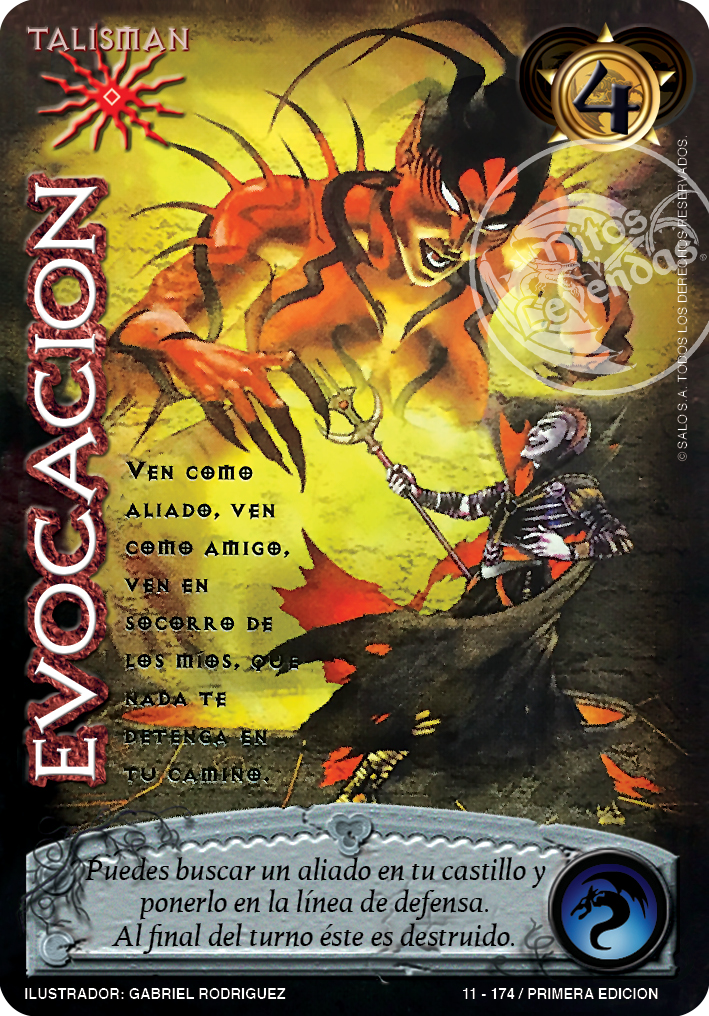 TALISMAN
4
EVOCACION
VEN COMO
ALIADO, VEN
COMO AMIGO,
VEN EN
SOCORRO DE
LOS MÍOS, QUE
NADA TE
DETENGA EN
TU CAMINO.
mitos
y
Leyendas®
© SALO S. A. TODOS LOS DERECHOS RESERVADOS.
Puedes buscar un aliado en tu castillo y
ponerlo en la línea de defensa.
Al final del turno éste es destruido.
ILUSTRADOR: GABRIEL RODRIGUEZ
11 - 174 / PRIMERA EDICION